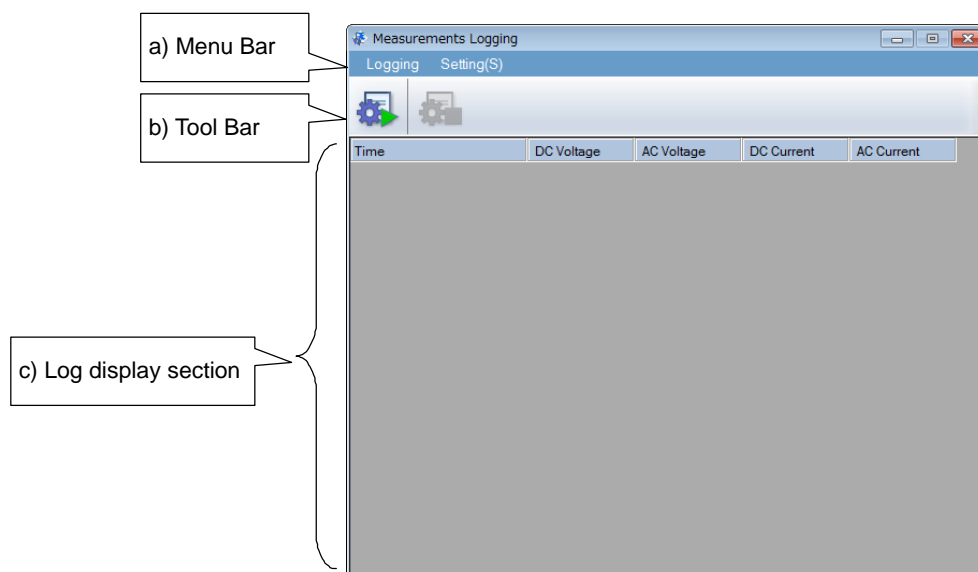 a) Menu Bar
Measurements Logging
Logging Setting(S)
b) Tool Bar
Time DC Voltage AC Voltage DC Current AC Current
c) Log display section